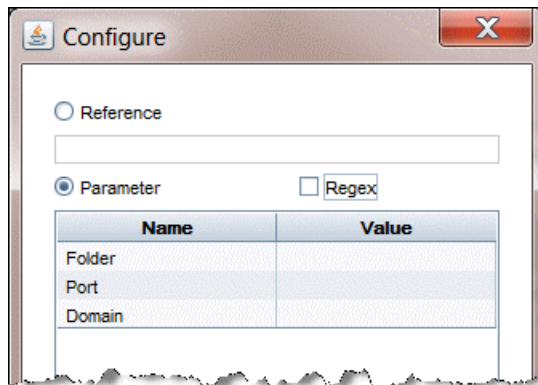 Configure
Reference
Parameter Regex
Name Value
Folder
Port
Domain